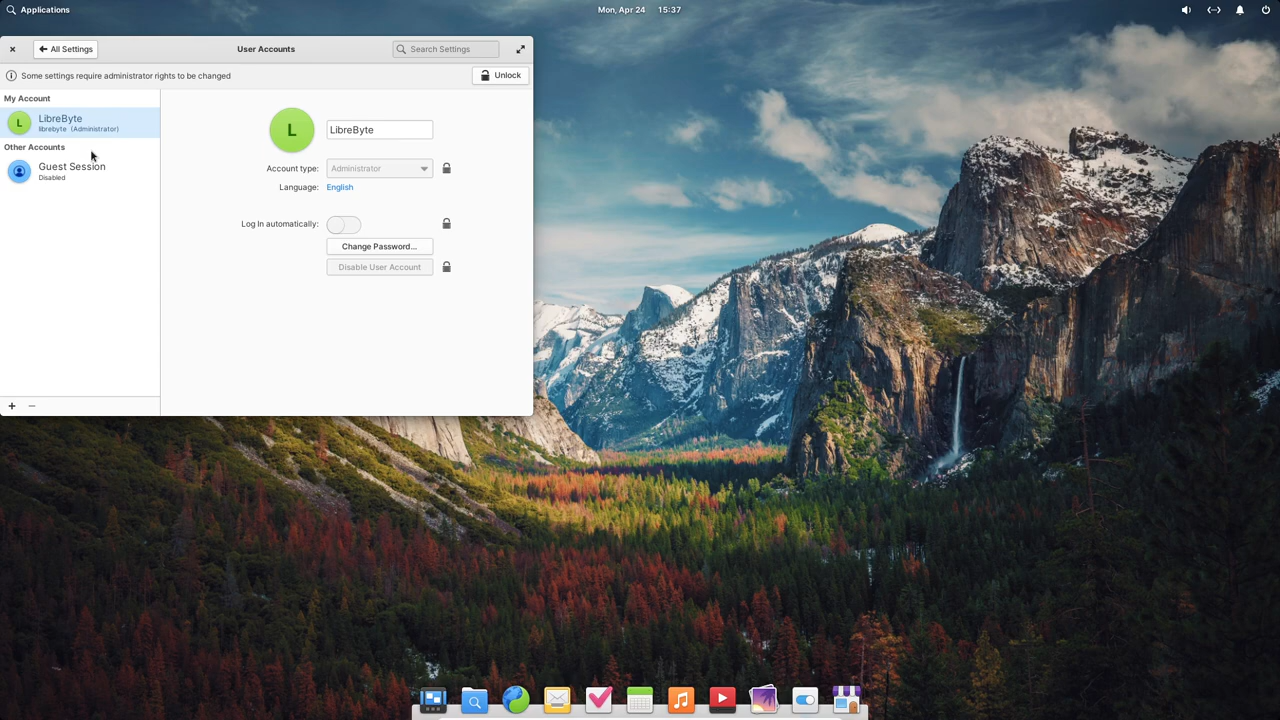 Applications
Mon, Apr 24 15:37
All Settings
User Accounts
Search Settings
Some settings require administrator rights to be changed
Unlock
My Account
L
LibreByte
librebyte (Administrator)
Other Accounts
Guest Session
Disabled
L
LibreByte
Account type:
Administrator
Language:
English
Log In automatically:
Change Password...
Disable User Account